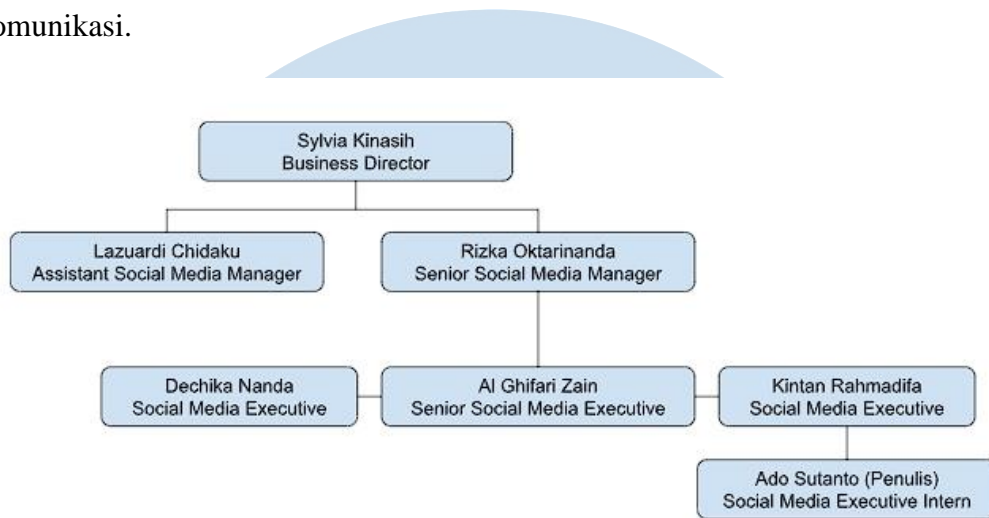 omunikasi.
Sylvia Kinasih
Business Director
Lazuardi Chidaku
Assistant Social Media Manager
Rizka Oktarinanda
Senior Social Media Manager
Dechika Nanda
Social Media Executive
Al Ghifari Zain
Senior Social Media Executive
Kintan Rahmadifa
Social Media Executive
Ado Sutanto (Penulis)
Social Media Executive Intern